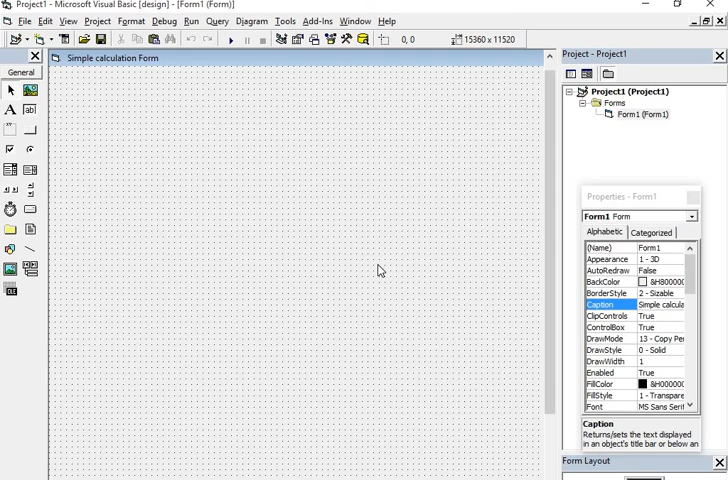 Project1 - Microsoft Visual Basic [design] - [Form1 (Form)]
File Edit View Project Format Debug Run Query Diagram Tools Add-Ins Window Help
0, 0
15360 x 11520
General
A
ab
OLE
Simple calculation Form
Project - Project1
Project1 (Project1)
Forms
Form1 (Form1)
Properties - Form1
Form1 Form
Alphabetic Categorized
(Name) Form1
Appearance 1 - 3D
AutoRedraw False
BackColor &H800000
BorderStyle 2 - Sizable
Caption Simple calcula
ClipControls True
ControlBox True
DrawMode 13 - Copy Pe
DrawStyle 0 - Solid
DrawWidth 1
Enabled True
FillColor &H000000
FillStyle 1 - Transpare
Font MS Sans Serif
Caption
Returns/sets the text displayed
in an object's title bar or below an
Form Layout